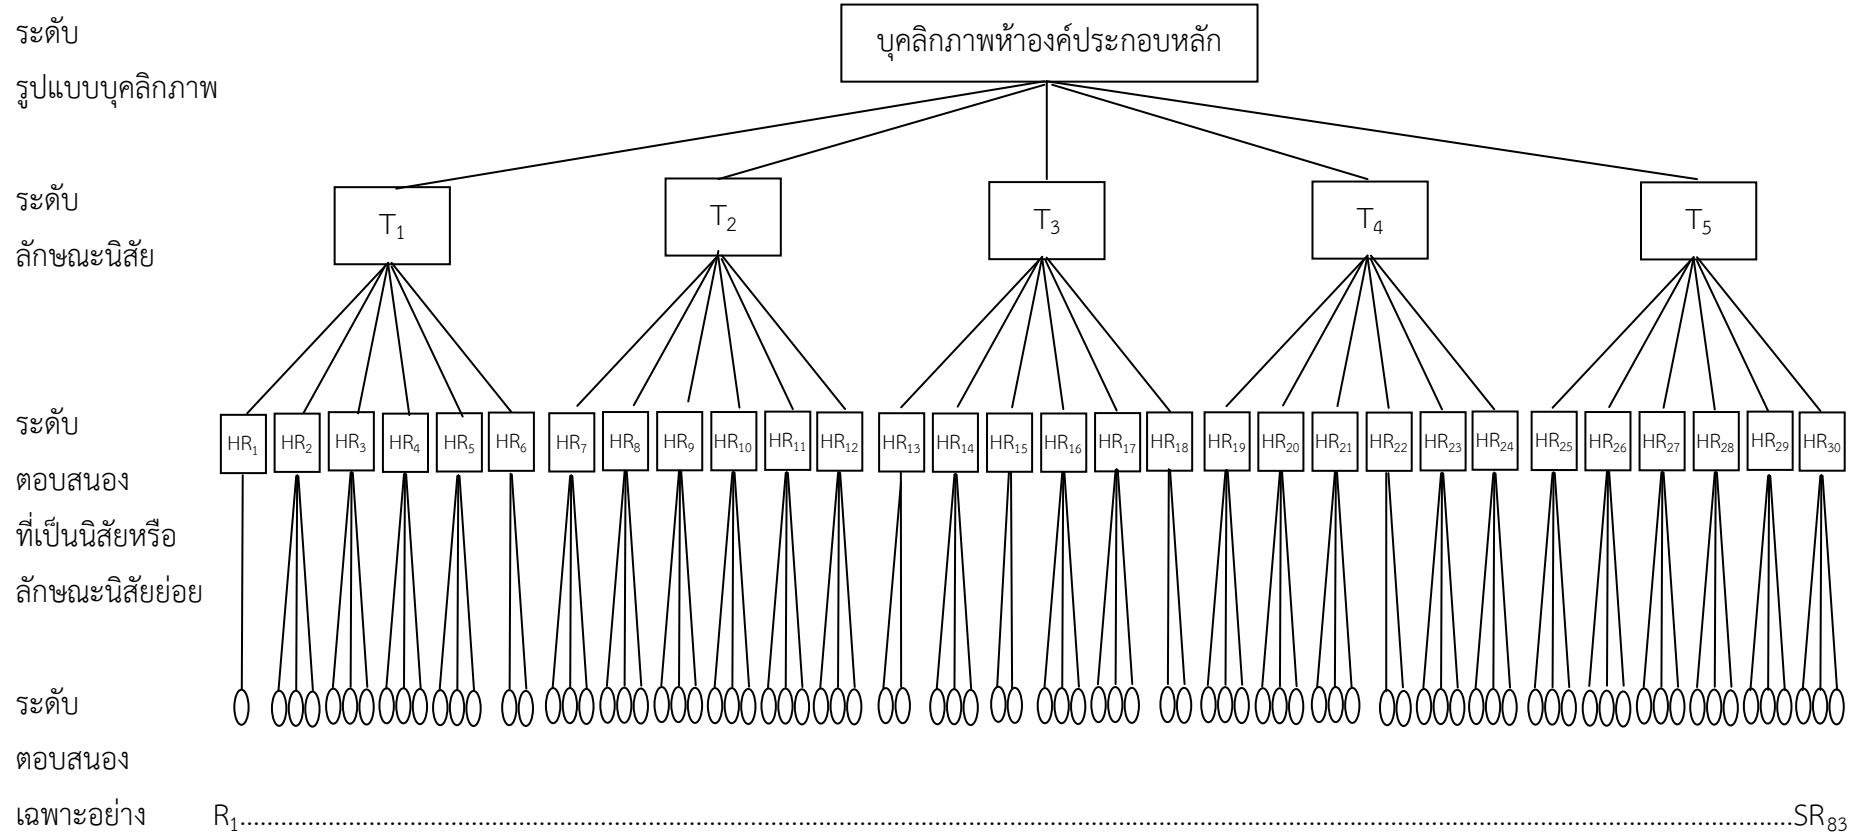 ระดับ
บุคลิกภาพห้าองค์ประกอบหลัก
รูปแบบบุคลิกภาพ
ระดับ
T₁ T₂ T₃ T₄ T₅
ลักษณะนิสัย
ระดับ
HR₁ HR₂ HR₃ HR₄ HR₅ HR₆ HR₇ HR₈ HR₉ HR₁₀ HR₁₁ HR₁₂ HR₁₃ HR₁₄ HR₁₅ HR₁₆ HR₁₇ HR₁₈ HR₁₉ HR₂₀ HR₂₁ HR₂₂ HR₂₃ HR₂₄ HR₂₅ HR₂₆ HR₂₇ HR₂₈ HR₂₉ HR₃₀
ตอบสนอง
ที่เป็นนิสัยหรือ
ลักษณะนิสัยย่อย
ระดับ
ตอบสนอง
เฉพาะอย่าง R₁..........SR₈₃